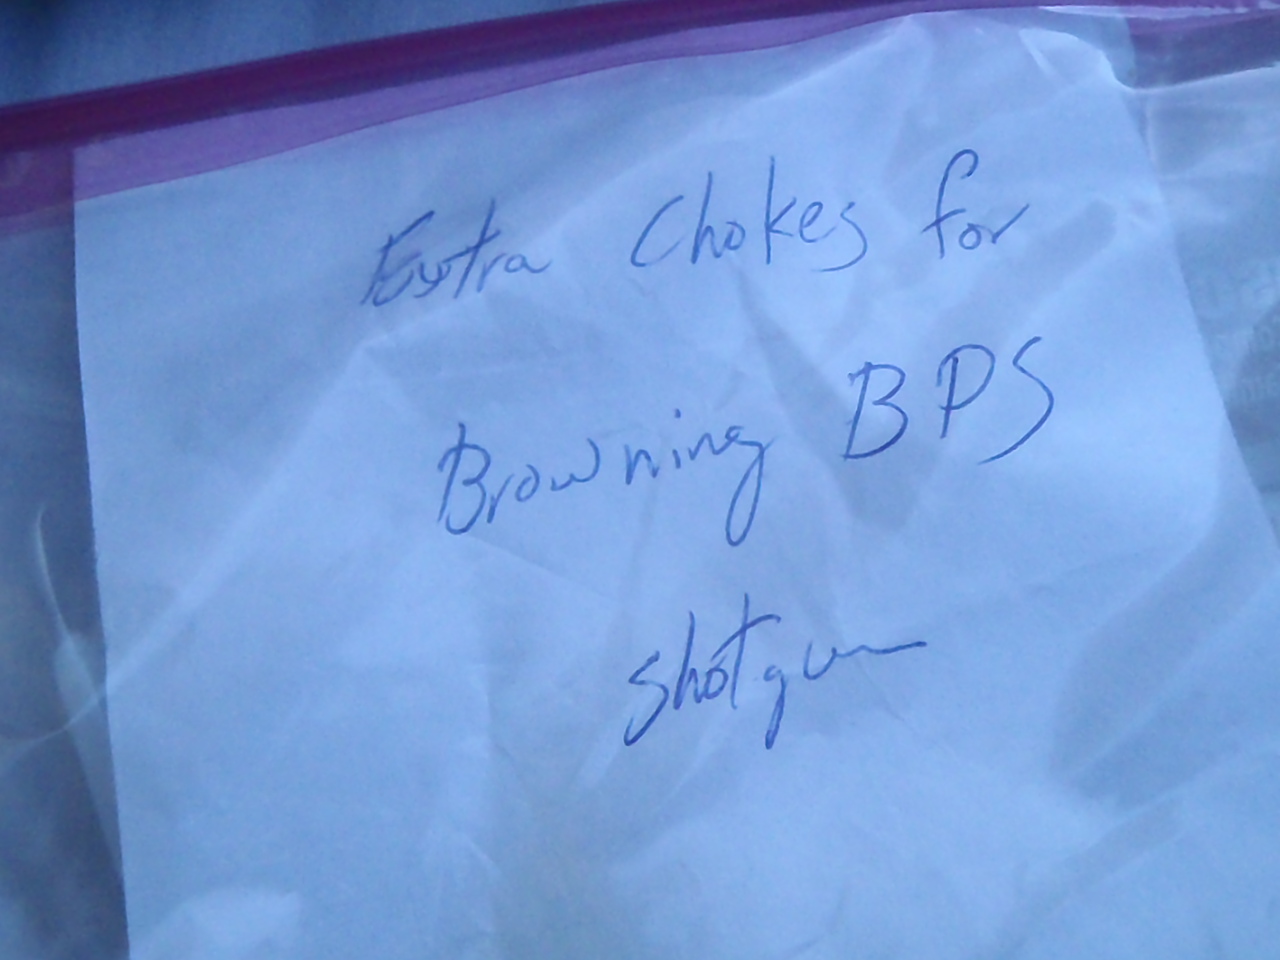 Extra Chokes for
Browning BPS
shotgun